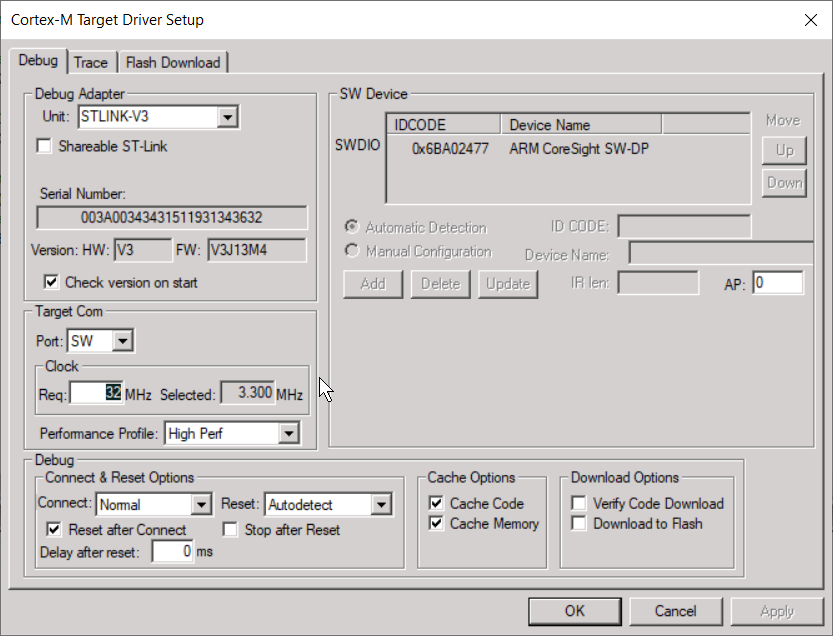 Cortex-M Target Driver Setup
Debug Trace Flash Download
Debug Adapter
Unit: STLINK-V3
Shareable ST-Link
Serial Number:
003A00343431511931343632
Version: HW: V3 FW: V3J13M4
Check version on start
Target Com
Port: SW
Clock
Req: 32 MHz Selected: 3.300 MHz
Performance Profile: High Perf
SW Device
IDCODE Device Name
SWDIO 0x6BA02477 ARM CoreSight SW-DP
Move
Up
Down
Automatic Detection ID CODE:
Manual Configuration Device Name:
Add Delete Update IR len: AP: 0
Debug
Connect & Reset Options
Connect: Normal Reset: Autodetect
Reset after Connect Stop after Reset
Delay after reset: 0 ms
Cache Options
Cache Code
Cache Memory
Download Options
Verify Code Download
Download to Flash
OK Cancel Apply